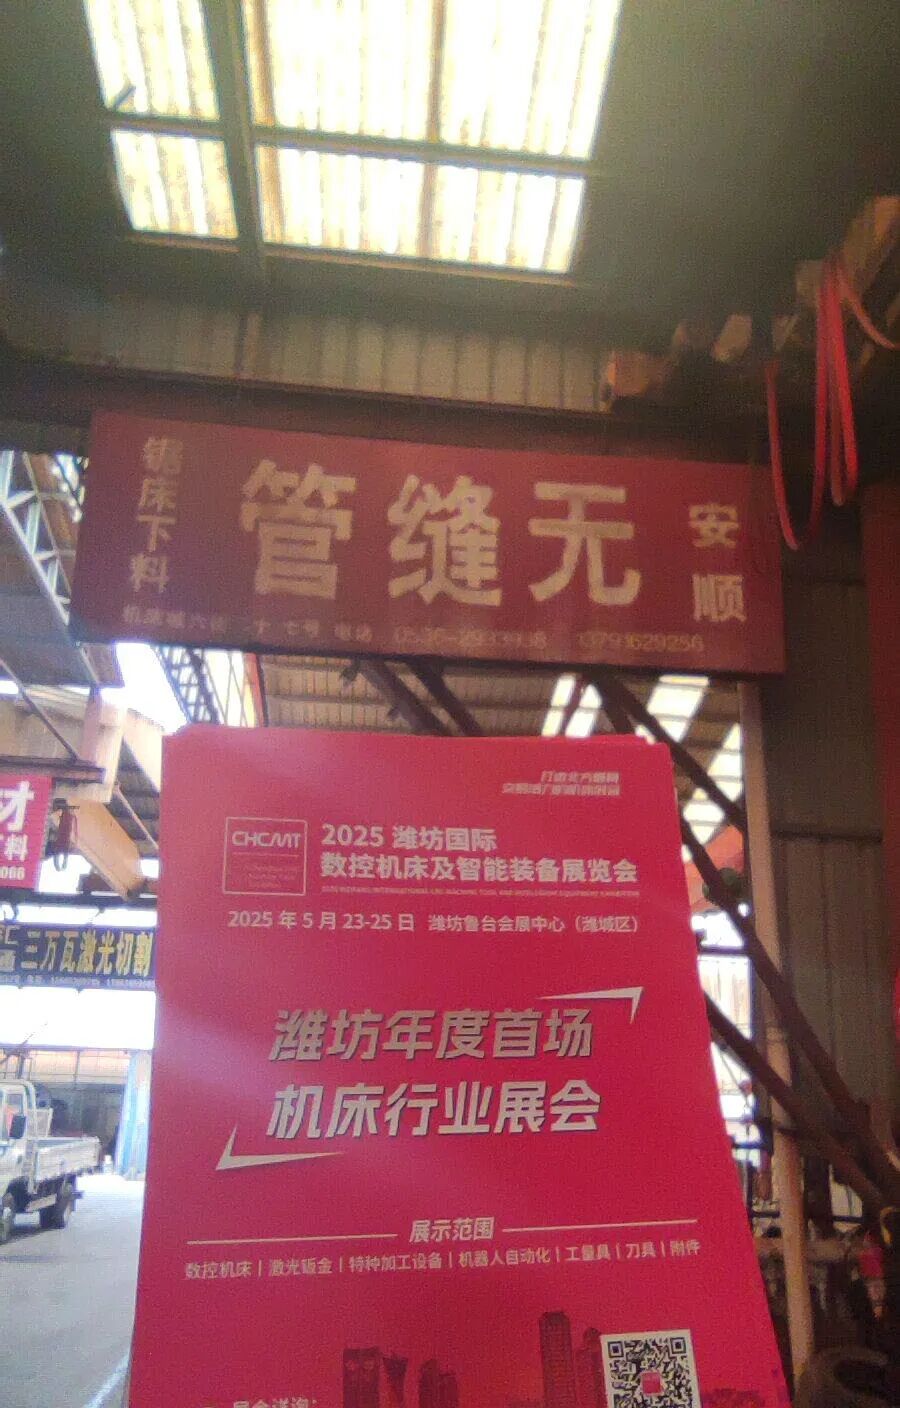 锯床下料
管缝无
安顺
材
料
066
三万瓦激光切割
CHCMT
2025 潍坊国际
数控机床及智能装备展览会
2025 年 5 月 23-25 日 潍坊鲁台会展中心（潍城区）
潍坊年度首场
机床行业展会
展示范围
数控机床 | 激光钣金 | 特种加工设备 | 机器人自动化 | 工量具 | 刀具 | 附件